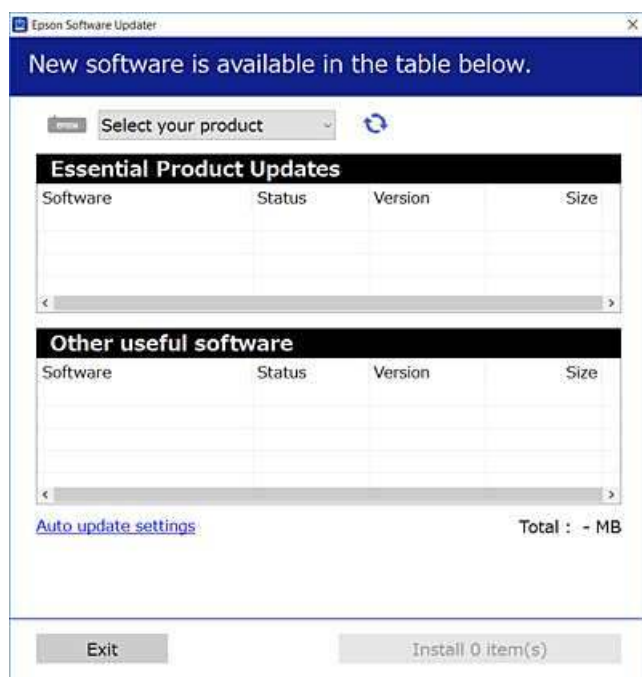 Epson Software Updater
New software is available in the table below.
Select your product
Essential Product Updates
Software Status Version Size
Other useful software
Software Status Version Size
Auto update settings Total : - MB
Exit Install 0 item(s)